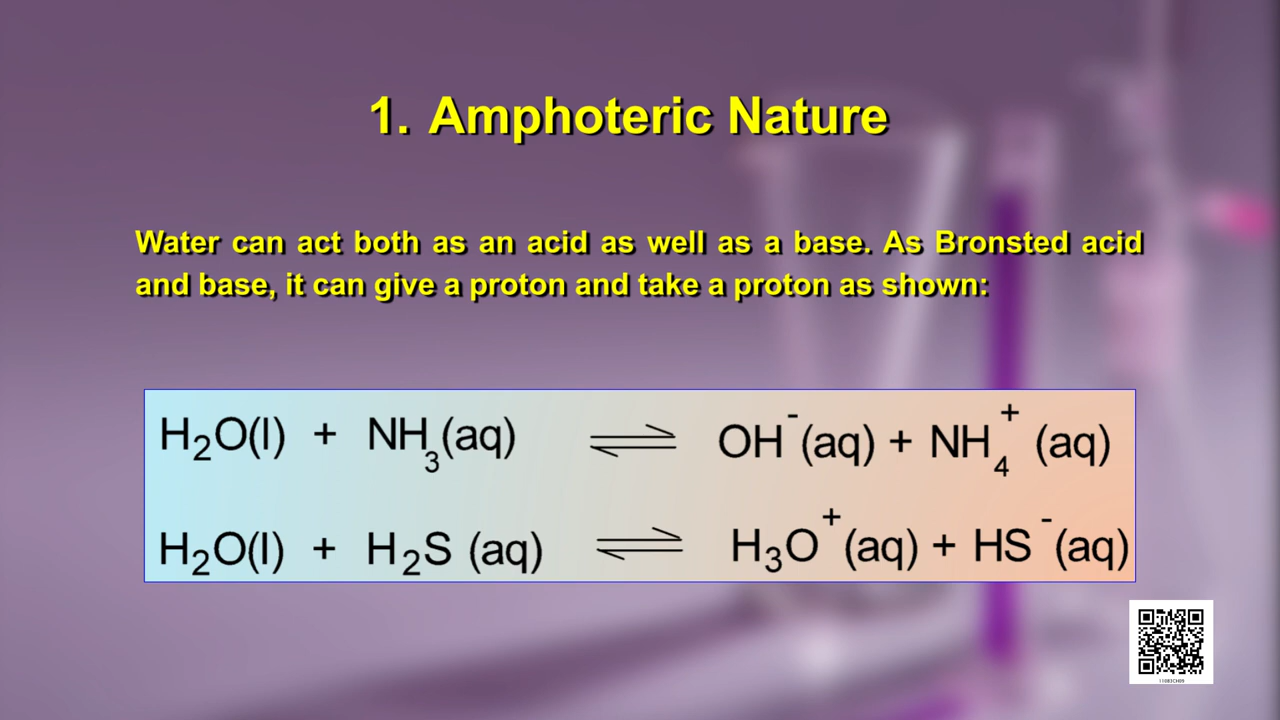 1. Amphoteric Nature
Water can act both as an acid as well as a base. As Bronsted acid
and base, it can give a proton and take a proton as shown:
H₂O(l) + NH₃(aq) ⇌ OH⁻(aq) + NH₄⁺ (aq)
H₂O(l) + H₂S (aq) ⇌ H₃O⁺(aq) + HS⁻(aq)
11083CH09